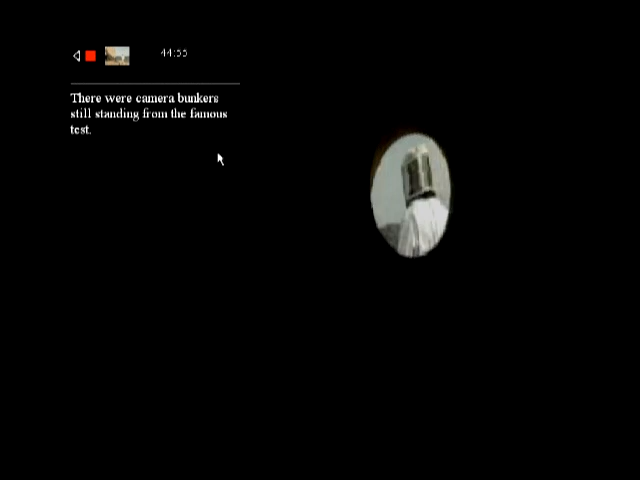 44:55
There were camera bunkers
still standing from the famous
test.